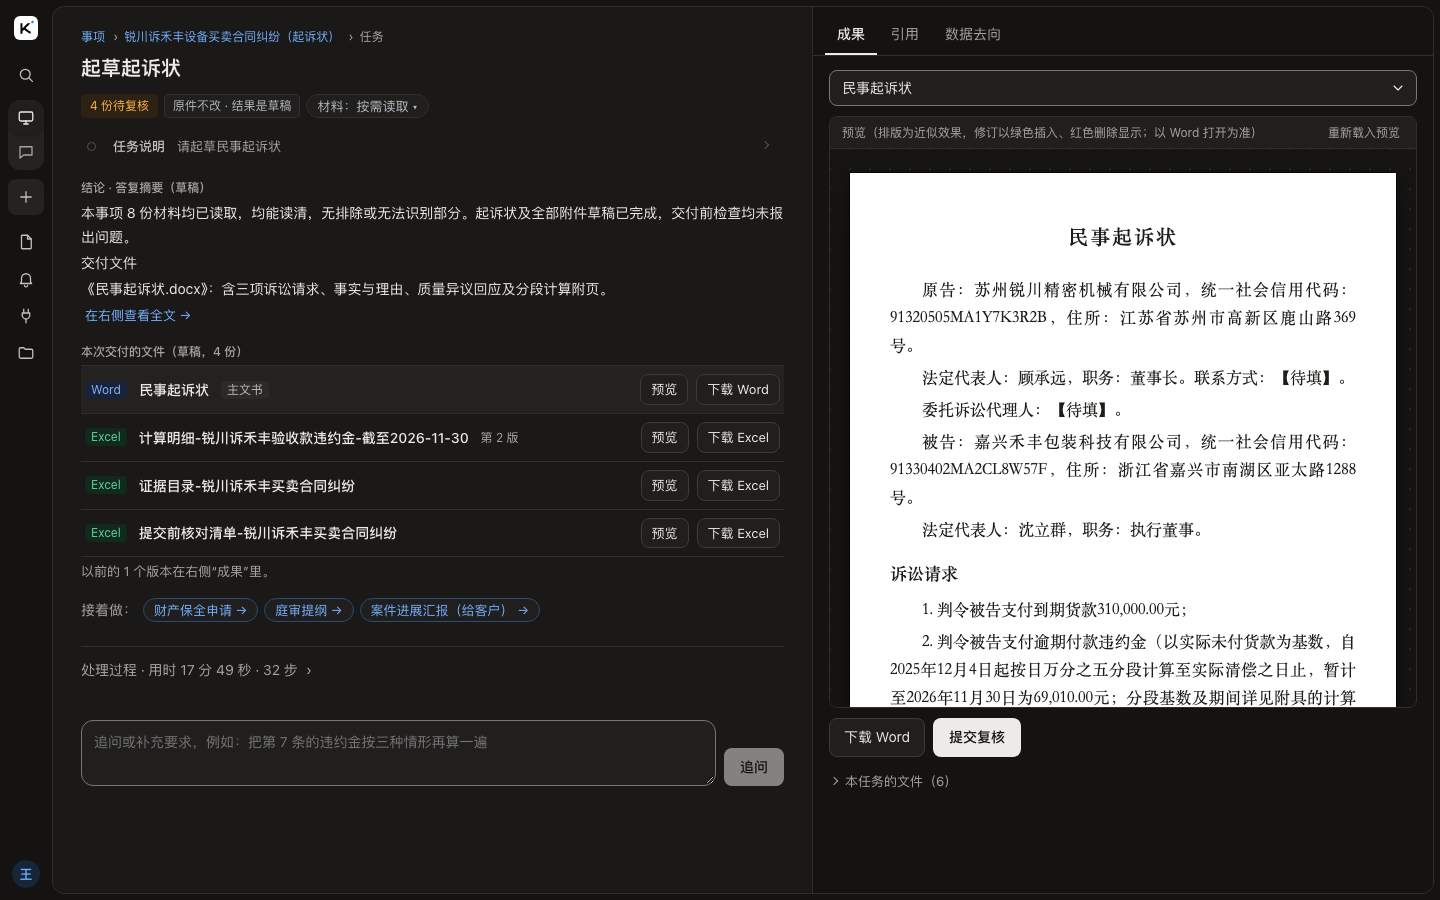 K
事项 › 锐川诉禾丰设备买卖合同纠纷（起诉状） › 任务
起草起诉状
4 份待复核 原件不改 · 结果是草稿 材料：按需读取 ▾
任务说明 请起草民事起诉状
结论 · 答复摘要（草稿）
本事项 8 份材料均已读取，均能读清，无排除或无法识别部分。起诉状及全部附件草稿已完成，交付前检查均未报
出问题。
交付文件
《民事起诉状.docx》：含三项诉讼请求、事实与理由、质量异议回应及分段计算附页。
在右侧查看全文 →
本次交付的文件（草稿，4 份）
Word 民事起诉状 主文书 预览 下载 Word
Excel 计算明细-锐川诉禾丰验收款违约金-截至2026-11-30 第 2 版 预览 下载 Excel
Excel 证据目录-锐川诉禾丰买卖合同纠纷 预览 下载 Excel
Excel 提交前核对清单-锐川诉禾丰买卖合同纠纷 预览 下载 Excel
以前的 1 个版本在右侧“成果”里。
接着做： 财产保全申请 → 庭审提纲 → 案件进展汇报（给客户） →
处理过程 · 用时 17 分 49 秒 · 32 步 ›
追问或补充要求，例如：把第 7 条的违约金按三种情形再算一遍
追问
王
成果 引用 数据去向
民事起诉状
预览（排版为近似效果，修订以绿色插入、红色删除显示；以 Word 打开为准） 重新载入预览
民事起诉状
原告：苏州锐川精密机械有限公司，统一社会信用代码：
91320505MA1Y7K3R2B，住所：江苏省苏州市高新区鹿山路369
号。
法定代表人：顾承远，职务：董事长。联系方式：【待填】。
委托诉讼代理人：【待填】。
被告：嘉兴禾丰包装科技有限公司，统一社会信用代码：
91330402MA2CL8W57F，住所：浙江省嘉兴市南湖区亚太路1288
号。
法定代表人：沈立群，职务：执行董事。
诉讼请求
1. 判令被告支付到期货款310,000.00元；
2. 判令被告支付逾期付款违约金（以实际未付货款为基数，自
2025年12月4日起按日万分之五分段计算至实际清偿之日止，暂计
至2026年11月30日为69,010.00元；分段基数及期间详见附具的计算
下载 Word 提交复核
本任务的文件（6）